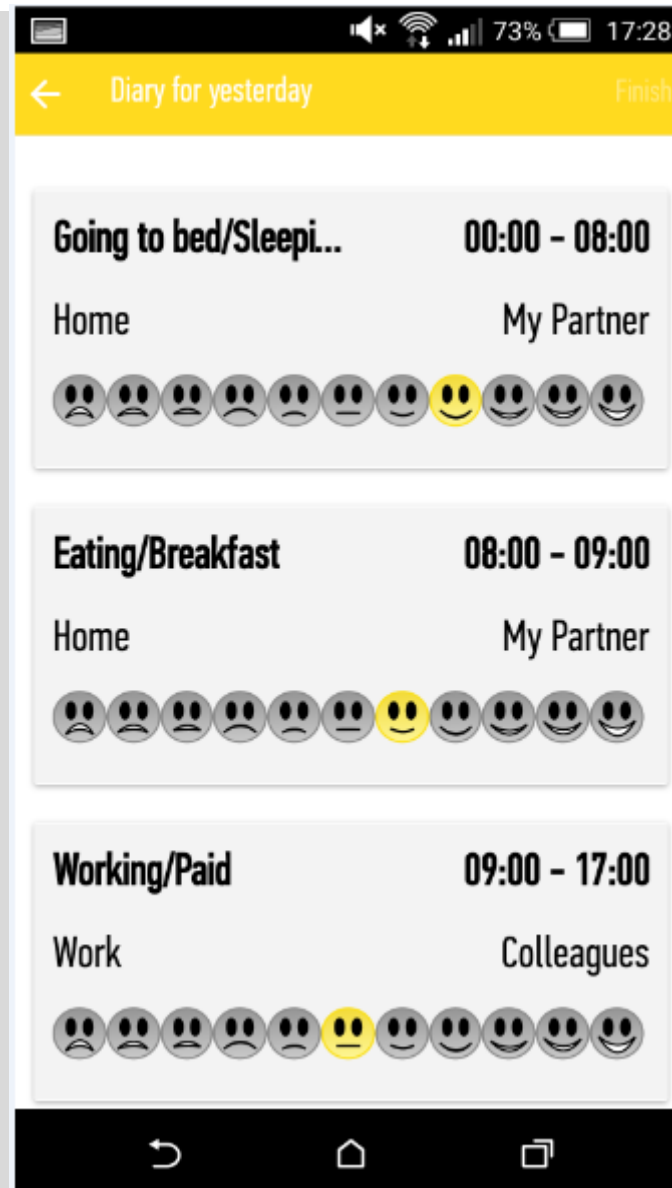 73% 17:28
Diary for yesterday Finish
Going to bed/Sleepi... 00:00 - 08:00
Home My Partner
Eating/Breakfast 08:00 - 09:00
Home My Partner
Working/Paid 09:00 - 17:00
Work Colleagues